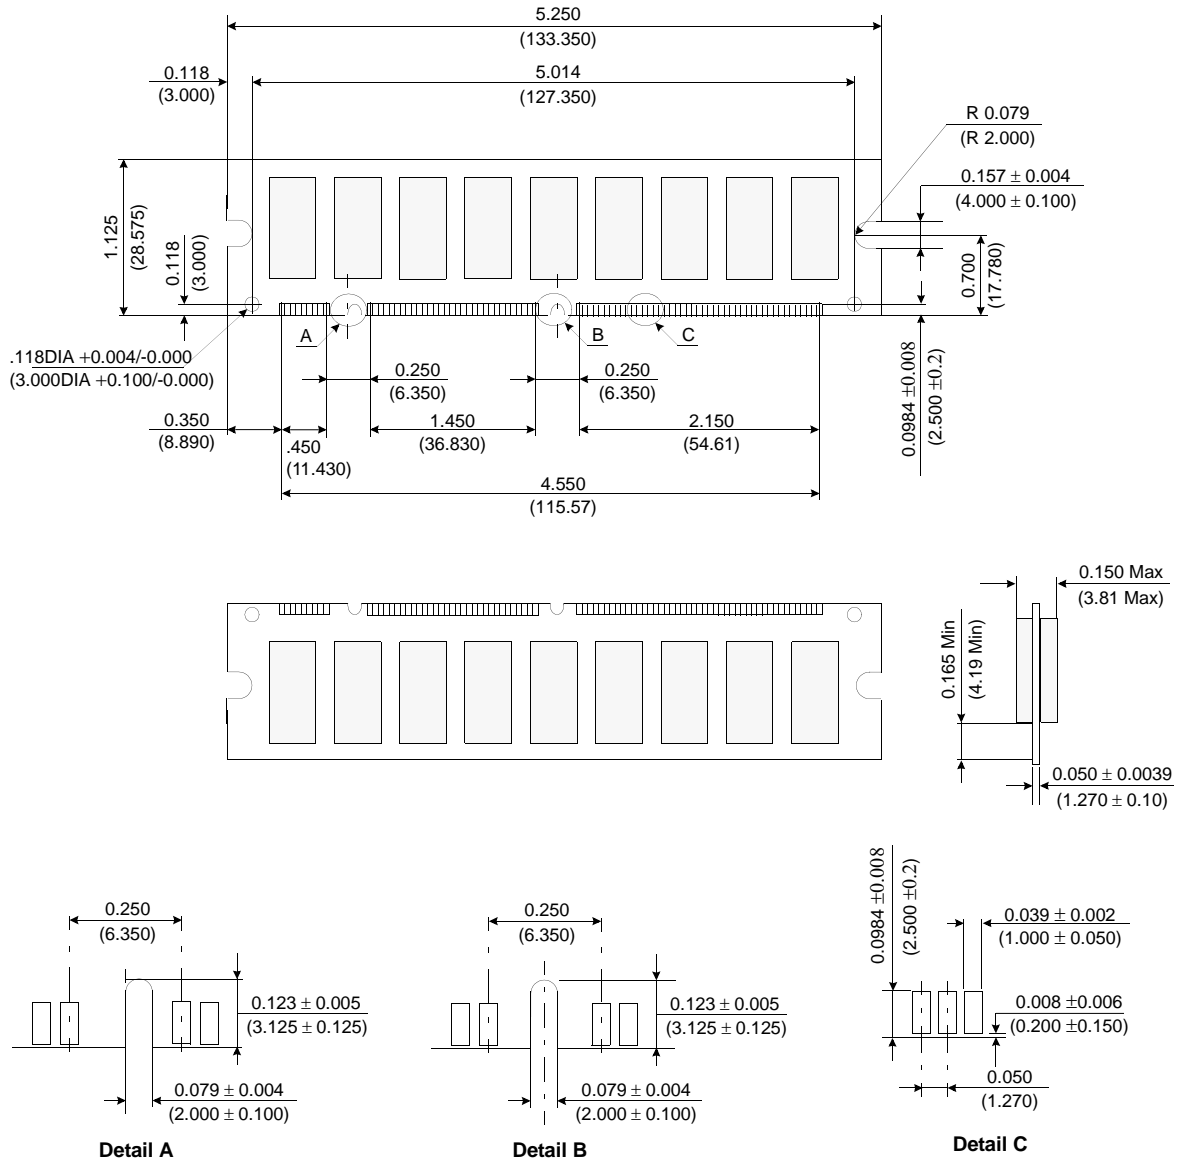 5.250
(133.350)
0.118
(3.000)
5.014
(127.350)
R 0.079
(R 2.000)
0.157 ± 0.004
(4.000 ± 0.100)
1.125
(28.575)
0.118
(3.000)
0.700
(17.780)
A
B
C
.118DIA +0.004/-0.000
(3.000DIA +0.100/-0.000)
0.250
(6.350)
0.250
(6.350)
0.0984 ±0.008
(2.500 ±0.2)
0.350
(8.890)
.450
(11.430)
1.450
(36.830)
2.150
(54.61)
4.550
(115.57)
0.150 Max
(3.81 Max)
0.165 Min
(4.19 Min)
0.050 ± 0.0039
(1.270 ± 0.10)
0.250
(6.350)
0.123 ± 0.005
(3.125 ± 0.125)
0.079 ± 0.004
(2.000 ± 0.100)
Detail A
0.250
(6.350)
0.123 ± 0.005
(3.125 ± 0.125)
0.079 ± 0.004
(2.000 ± 0.100)
Detail B
0.0984 ±0.008
(2.500 ±0.2)
0.039 ± 0.002
(1.000 ± 0.050)
0.008 ±0.006
(0.200 ±0.150)
0.050
(1.270)
Detail C